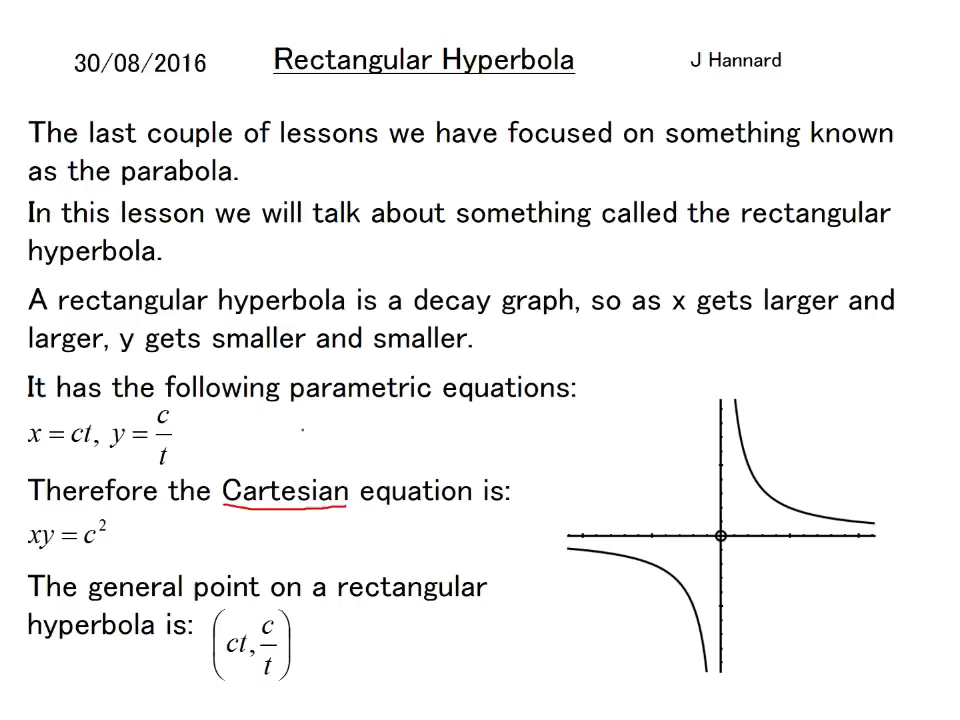 30/08/2016 Rectangular Hyperbola J Hannard
The last couple of lessons we have focused on something known
as the parabola.
In this lesson we will talk about something called the rectangular
hyperbola.
A rectangular hyperbola is a decay graph, so as x gets larger and
larger, y gets smaller and smaller.
It has the following parametric equations:
x = ct, y = c/t
Therefore the Cartesian equation is:
xy = c²
The general point on a rectangular
hyperbola is: (ct, c/t)